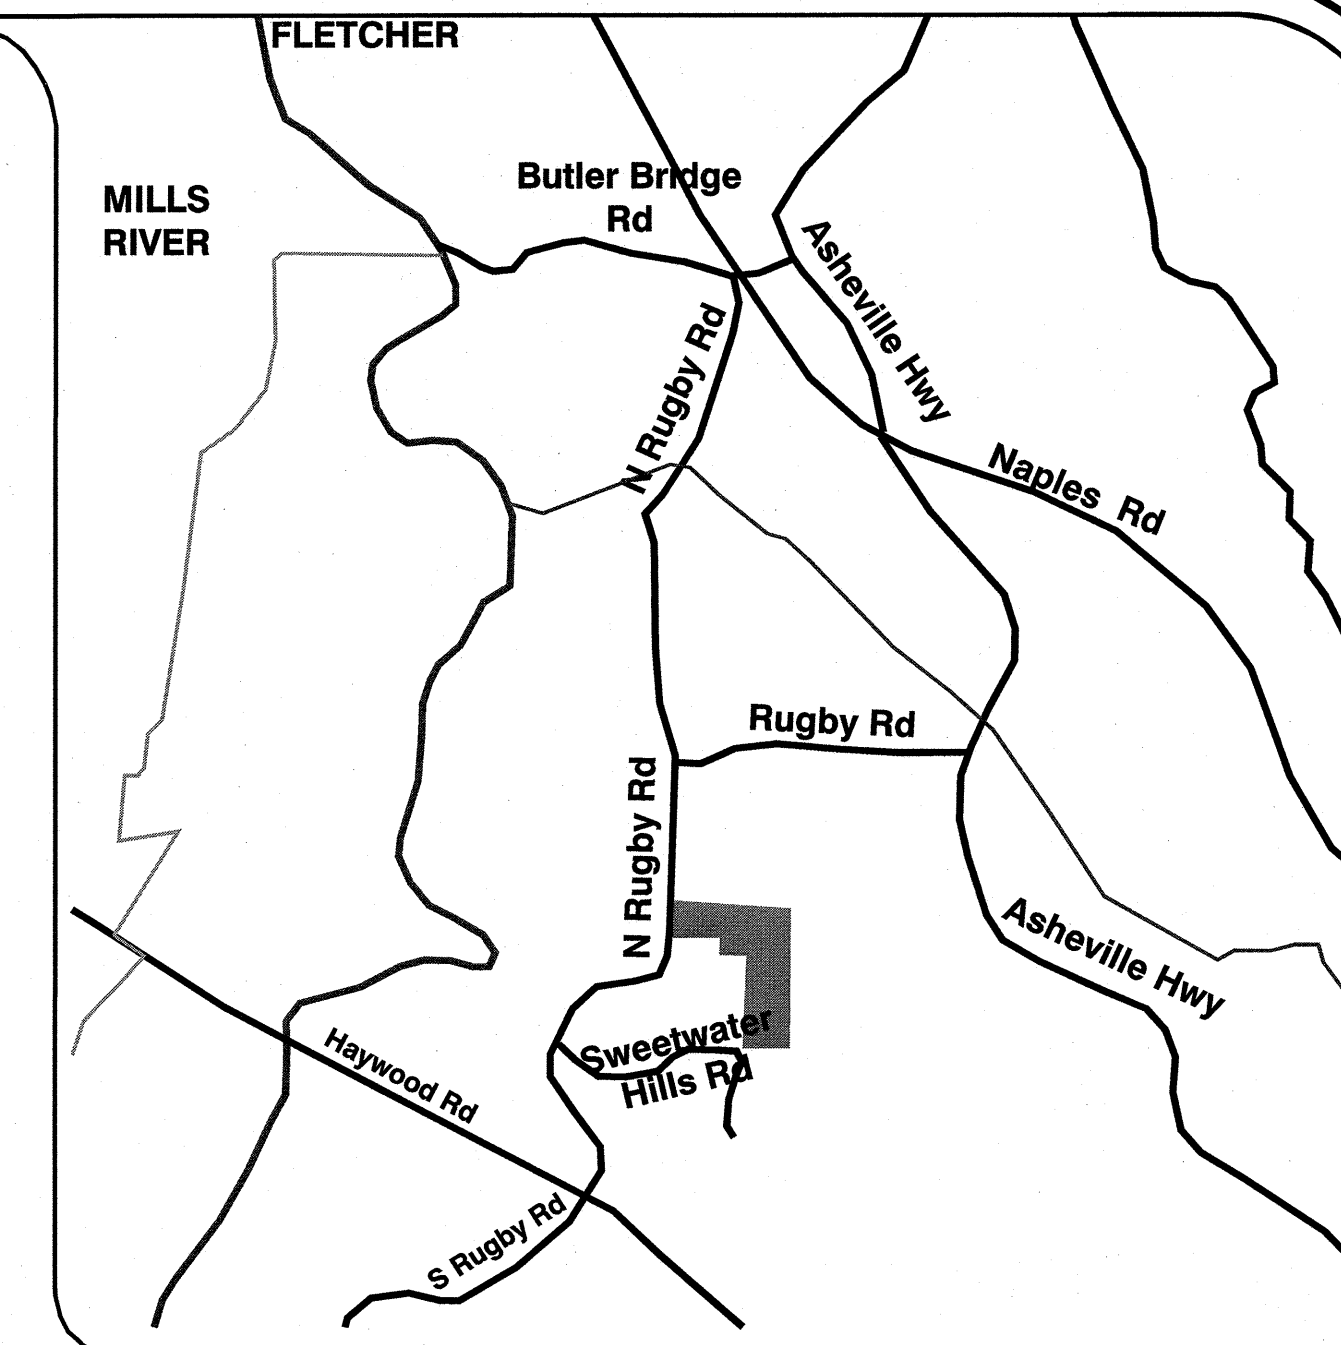 FLETCHER
MILLS
RIVER
Butler Bridge
Rd
Asheville Hwy
N Rugby Rd
Naples Rd
Rugby Rd
N Rugby Rd
Asheville Hwy
Sweetwater
Hills Rd
Haywood Rd
S Rugby Rd